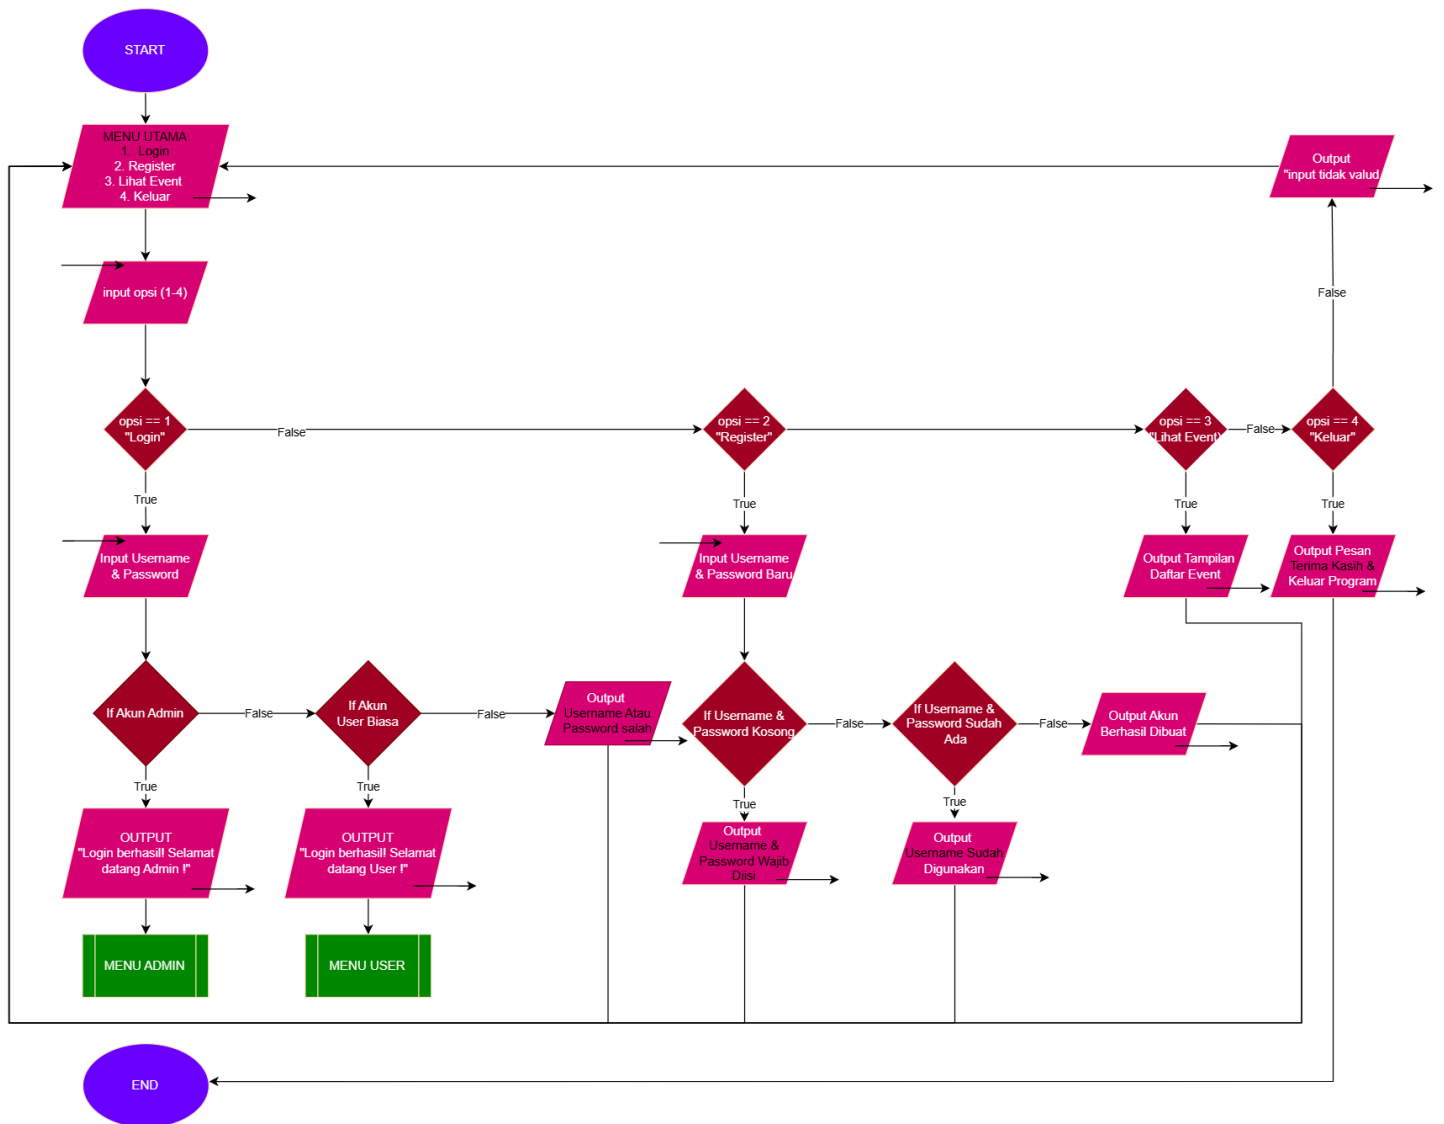 START
MENU UTAMA
1. Login
2. Register
3. Lihat Event
4. Keluar
Output
"input tidak valud
input opsi (1-4)
False
opsi == 1
"Login"
False
opsi == 2
"Register"
opsi == 3
"Lihat Event)
False
opsi == 4
"Keluar"
True
True
True
True
Input Username
& Password
Input Username
& Password Baru
Output Tampilan
Daftar Event
Output Pesan
Terima Kasih &
Keluar Program
If Akun Admin
False
If Akun
User Biasa
False
Output
Username Atau
Password salah
If Username &
Password Kosong
False
If Username &
Password Sudah
Ada
False
Output Akun
Berhasil Dibuat
True
True
True
True
OUTPUT
"Login berhasil! Selamat
datang Admin !"
OUTPUT
"Login berhasil! Selamat
datang User !"
Output
Username &
Password Wajib
Diisi
Output
Username Sudah
Digunakan
MENU ADMIN
MENU USER
END